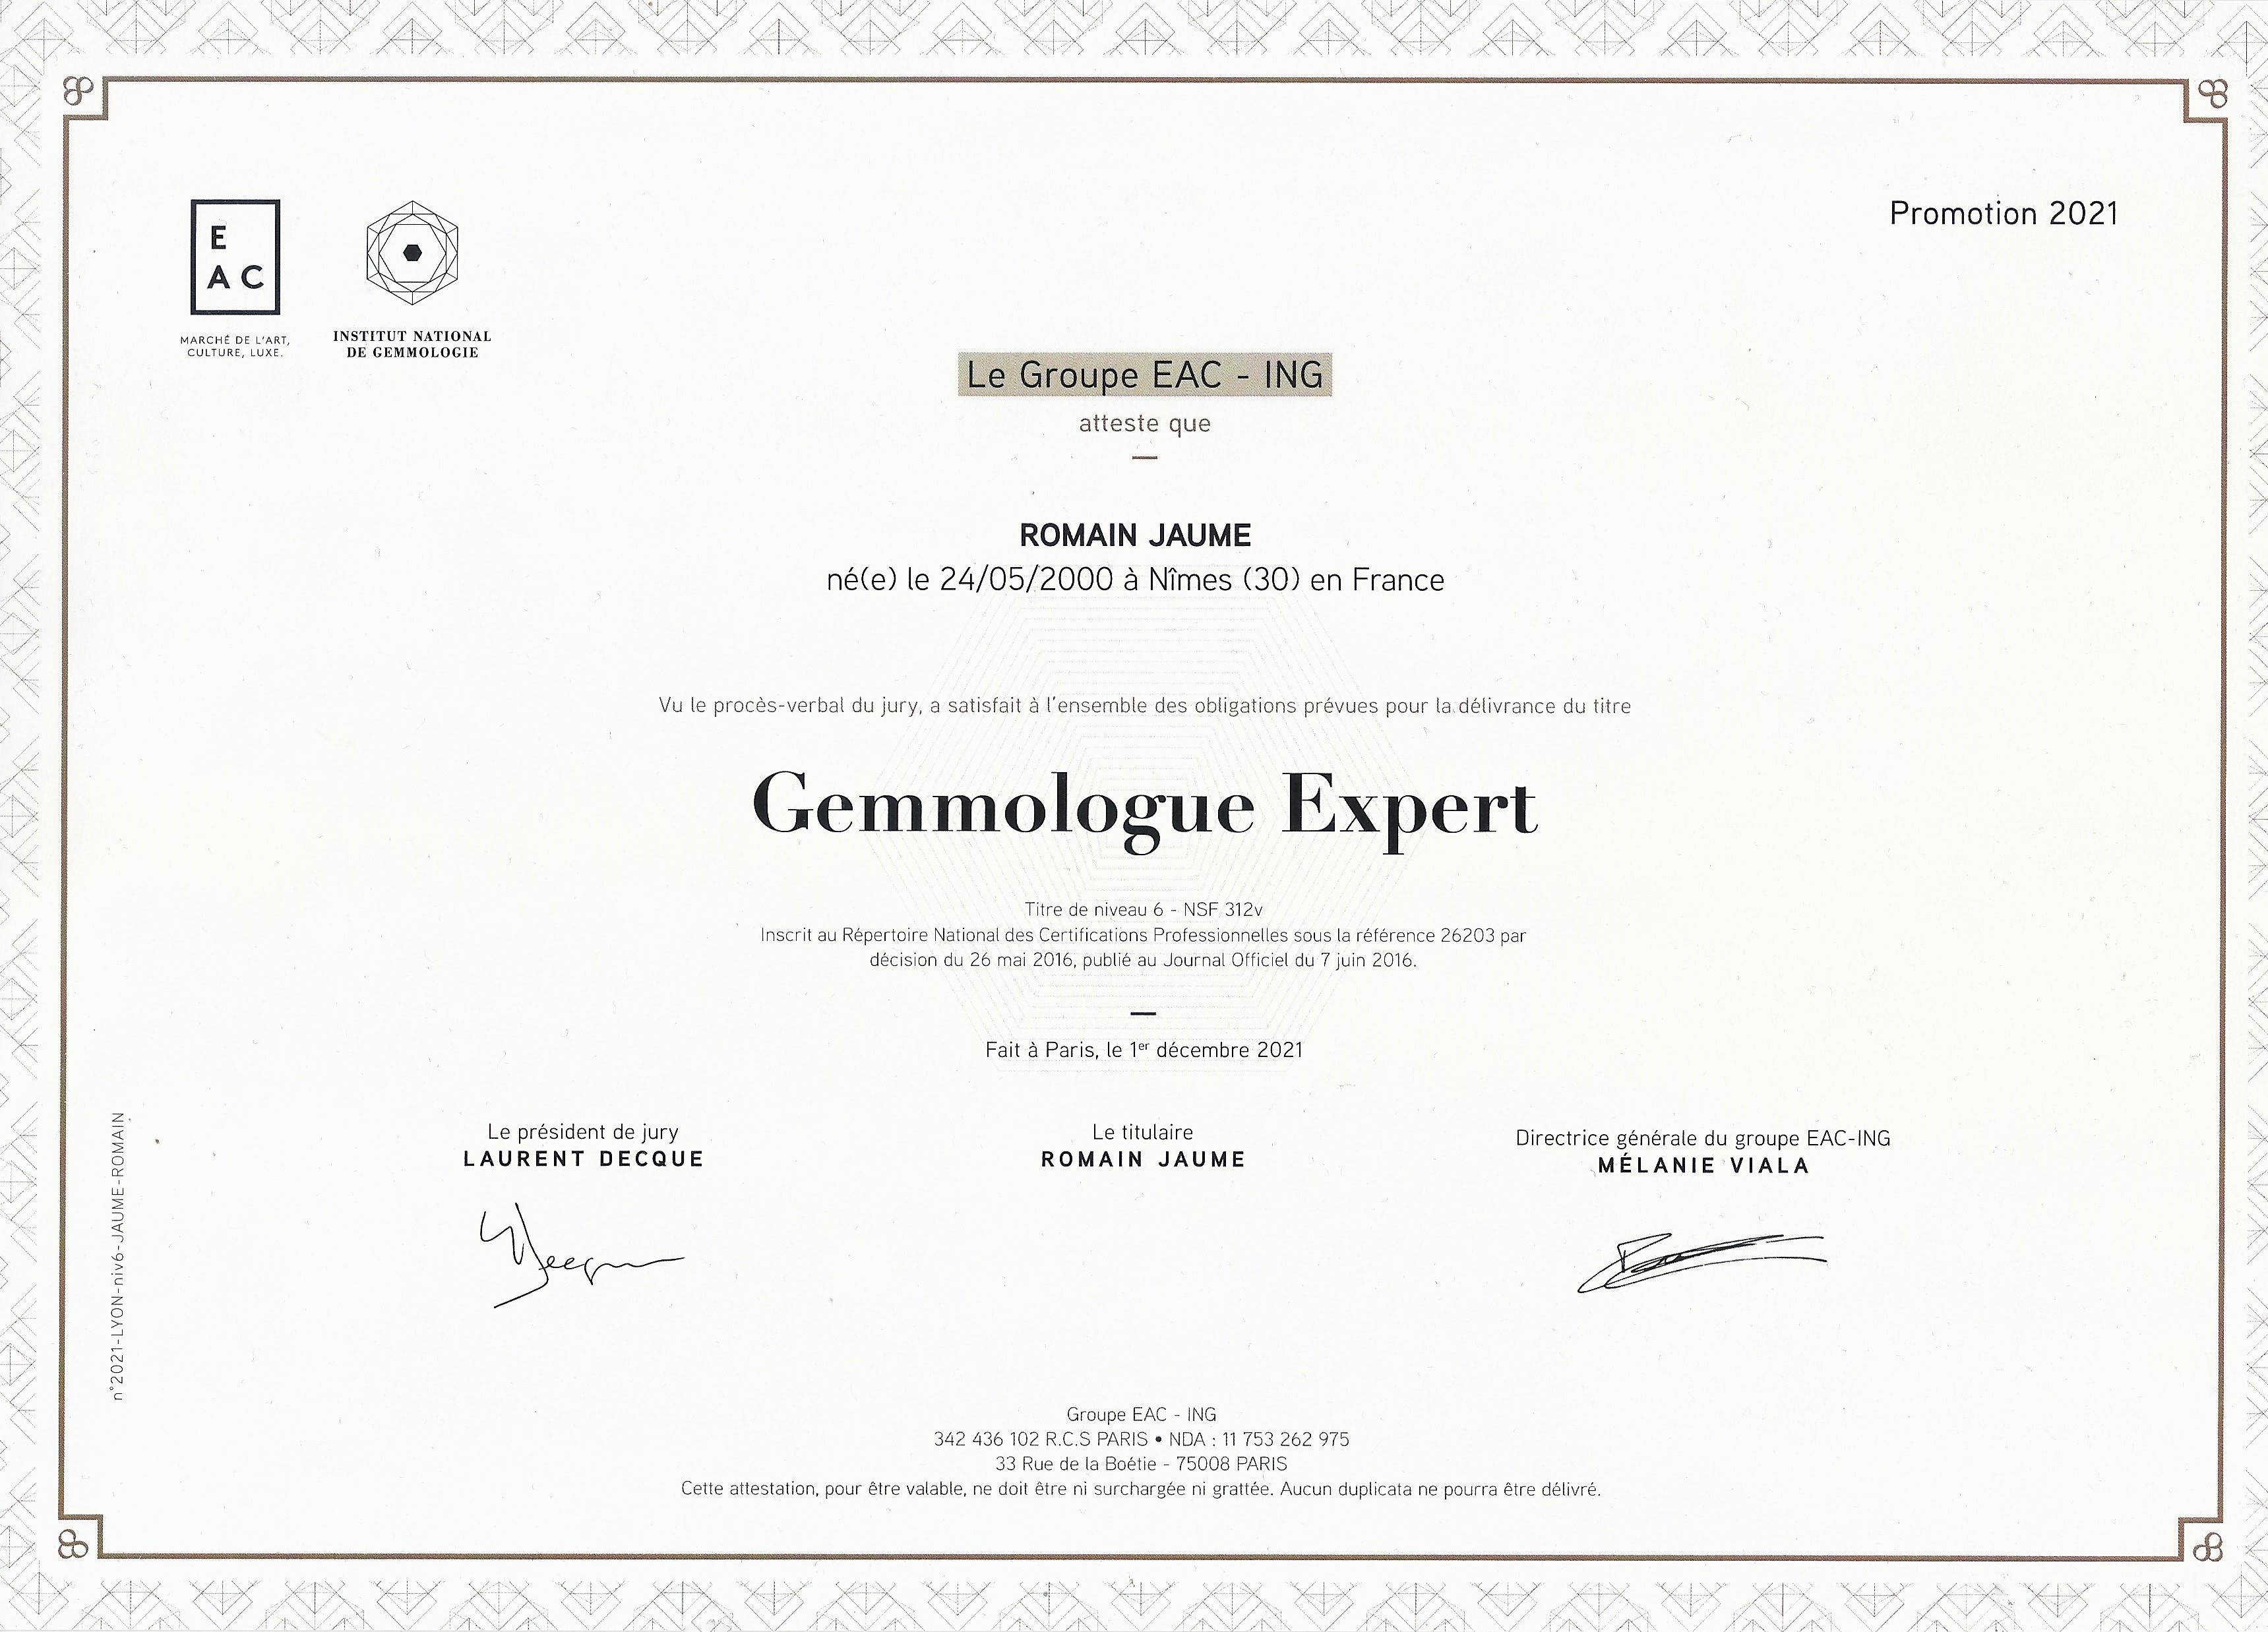 E
A C
MARCHÉ DE L'ART,
CULTURE, LUXE.
INSTITUT NATIONAL
DE GEMMOLOGIE
Promotion 2021
Le Groupe EAC - ING
atteste que
ROMAIN JAUME
né(e) le 24/05/2000 à Nîmes (30) en France
Vu le procès-verbal du jury, a satisfait à l'ensemble des obligations prévues pour la délivrance du titre
Gemmologue Expert
Titre de niveau 6 - NSF 312v
Inscrit au Répertoire National des Certifications Professionnelles sous la référence 26203 par
décision du 26 mai 2016, publié au Journal Officiel du 7 juin 2016.
Fait à Paris, le 1er décembre 2021
Le président de jury
LAURENT DECQUE
Le titulaire
ROMAIN JAUME
Directrice générale du groupe EAC-ING
MÉLANIE VIALA
n°2021-LYON-niv6-JAUME-ROMAIN
Groupe EAC - ING
342 436 102 R.C.S PARIS • NDA : 11 753 262 975
33 Rue de la Boétie - 75008 PARIS
Cette attestation, pour être valable, ne doit être ni surchargée ni grattée. Aucun duplicata ne pourra être délivré.